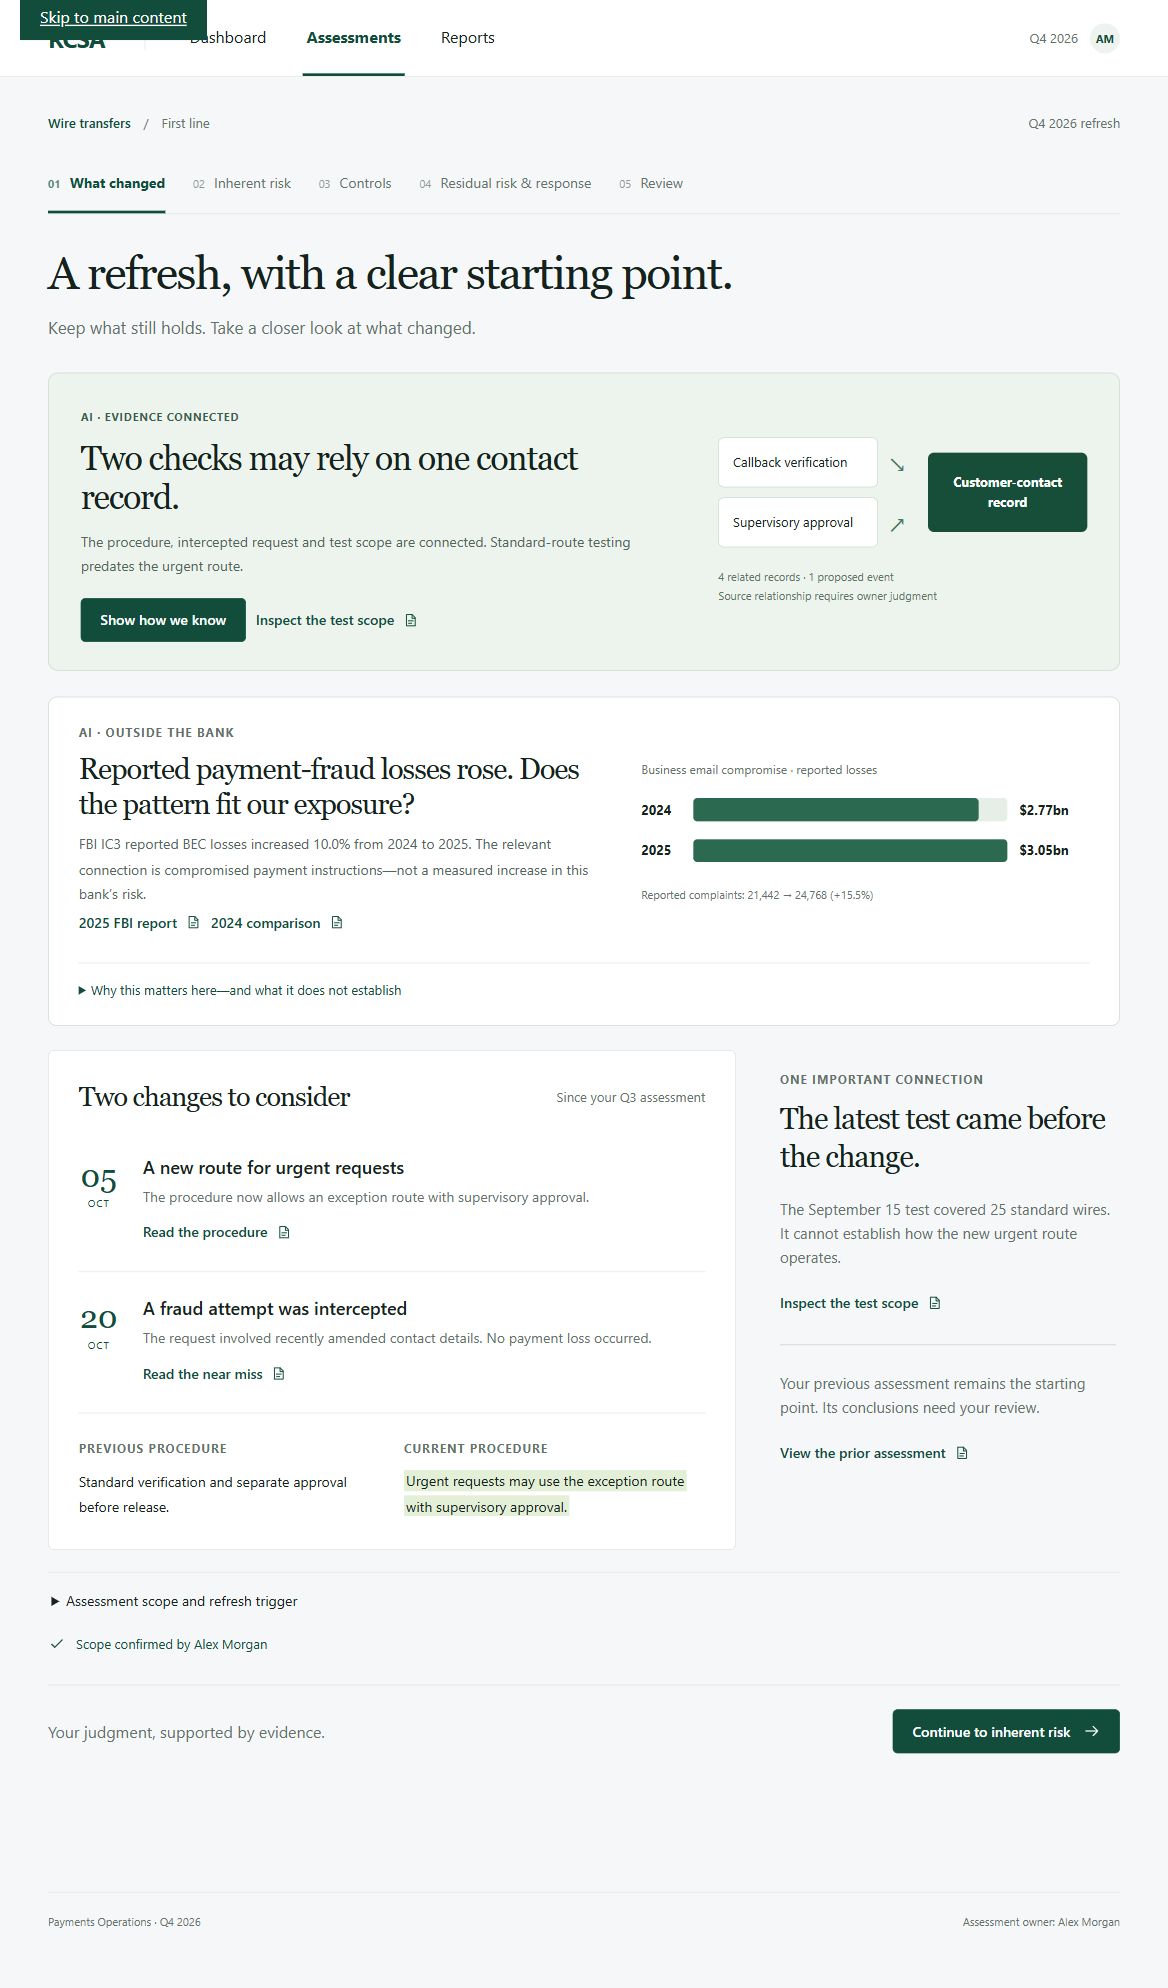 Skip to main content
RCSA
Dashboard
Assessments
Reports
Q4 2026
AM
Wire transfers / First line
Q4 2026 refresh
01 What changed
02 Inherent risk
03 Controls
04 Residual risk & response
05 Review
A refresh, with a clear starting point.
Keep what still holds. Take a closer look at what changed.
AI · EVIDENCE CONNECTED
Two checks may rely on one contact
record.
The procedure, intercepted request and test scope are connected. Standard-route testing
predates the urgent route.
Show how we know
Inspect the test scope
Callback verification
↘
Supervisory approval
↗
Customer-contact
record
4 related records · 1 proposed event
Source relationship requires owner judgment
AI · OUTSIDE THE BANK
Reported payment-fraud losses rose. Does
the pattern fit our exposure?
FBI IC3 reported BEC losses increased 10.0% from 2024 to 2025. The relevant
connection is compromised payment instructions—not a measured increase in this
bank’s risk.
2025 FBI report
2024 comparison
Business email compromise · reported losses
2024 $2.77bn
2025 $3.05bn
Reported complaints: 21,442 → 24,768 (+15.5%)
Why this matters here—and what it does not establish
Two changes to consider
Since your Q3 assessment
05
OCT
A new route for urgent requests
The procedure now allows an exception route with supervisory approval.
Read the procedure
20
OCT
A fraud attempt was intercepted
The request involved recently amended contact details. No payment loss occurred.
Read the near miss
PREVIOUS PROCEDURE
Standard verification and separate approval
before release.
CURRENT PROCEDURE
Urgent requests may use the exception route
with supervisory approval.
ONE IMPORTANT CONNECTION
The latest test came before
the change.
The September 15 test covered 25 standard wires.
It cannot establish how the new urgent route
operates.
Inspect the test scope
Your previous assessment remains the starting
point. Its conclusions need your review.
View the prior assessment
Assessment scope and refresh trigger
Scope confirmed by Alex Morgan
Your judgment, supported by evidence.
Continue to inherent risk →
Payments Operations · Q4 2026
Assessment owner: Alex Morgan